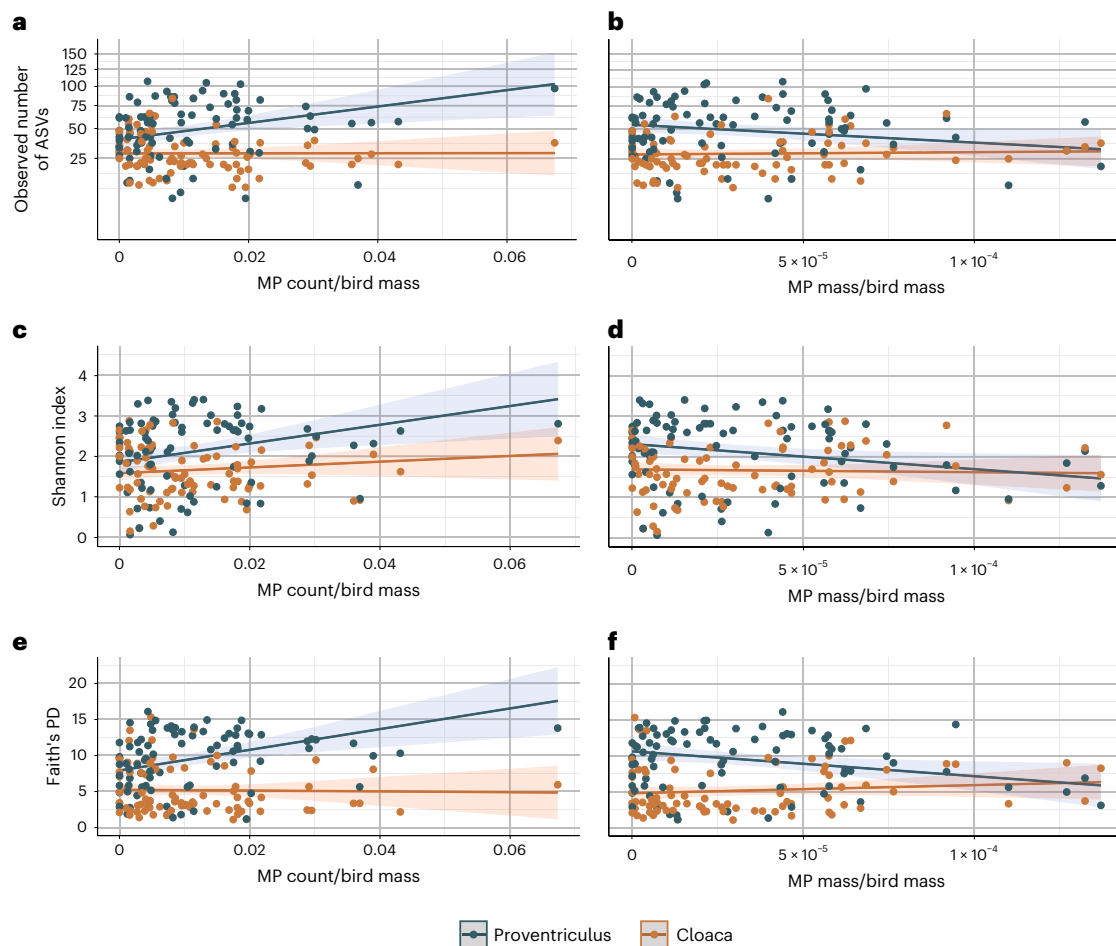 a
Observed number
of ASVs
150
125
100
75
50
25
0
0.02
0.04
0.06
MP count/bird mass
b
0
5 × 10⁻⁵
1 × 10⁻⁴
MP mass/bird mass
c
Shannon index
4
3
2
1
0
0
0.02
0.04
0.06
MP count/bird mass
d
0
5 × 10⁻⁵
1 × 10⁻⁴
MP mass/bird mass
e
Faith's PD
20
15
10
5
0
0
0.02
0.04
0.06
MP count/bird mass
f
0
5 × 10⁻⁵
1 × 10⁻⁴
MP mass/bird mass
Proventriculus
Cloaca